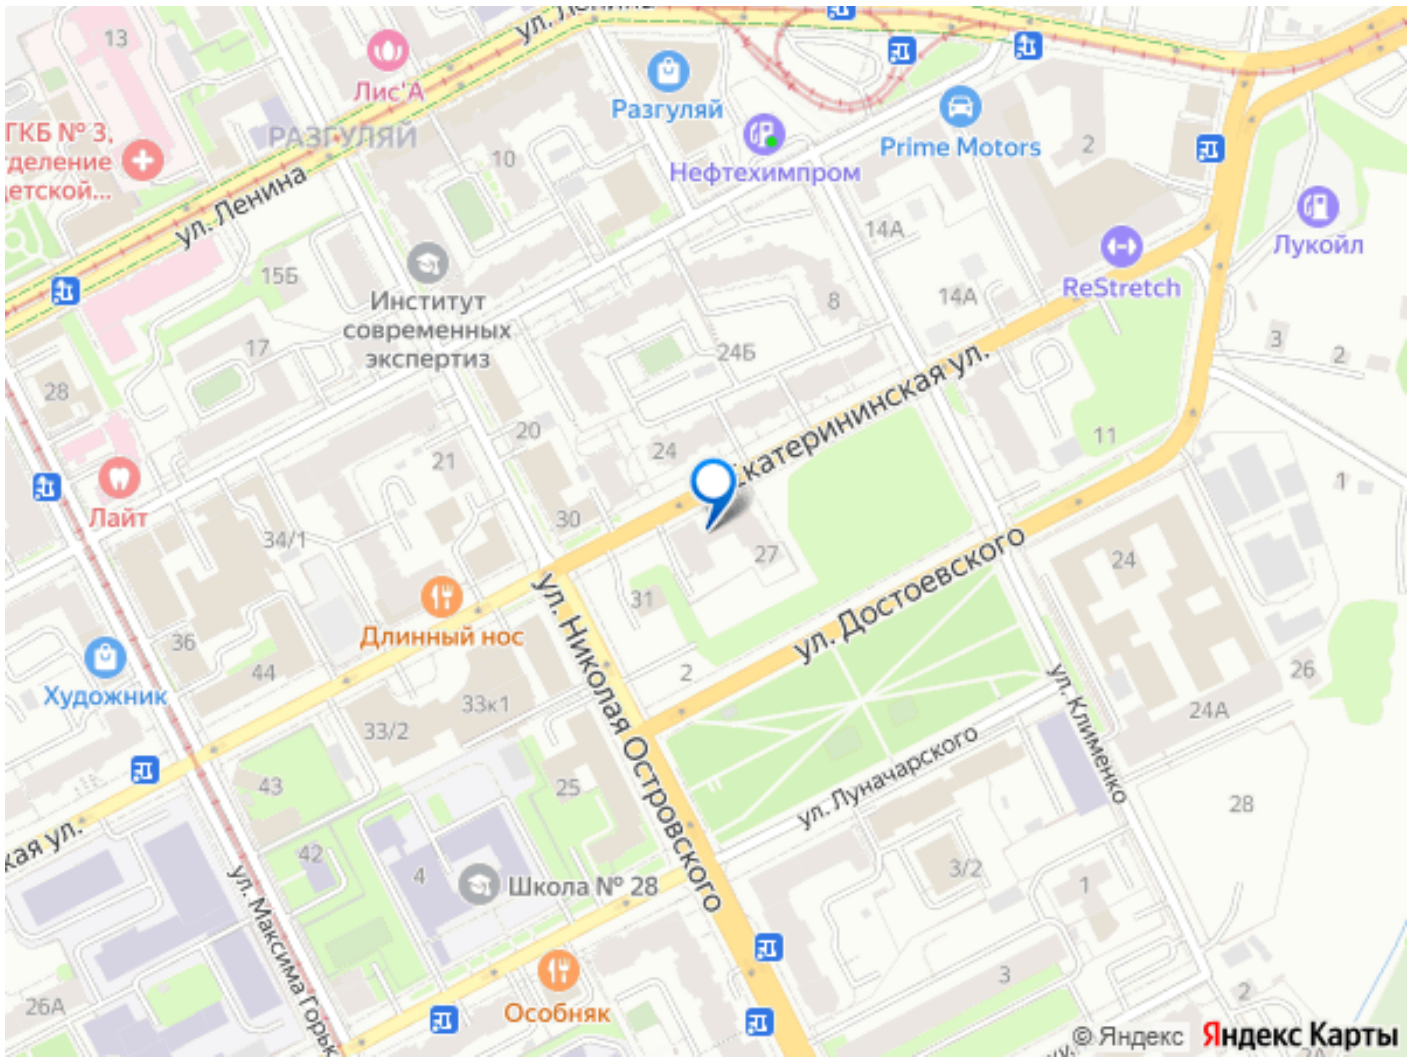 ул. Ленина
13
Лис'А
РАЗГУЛЯЙ
Разгуляй
Prime Motors
2
ГКБ № 3,
тделение
детской...
10
Нефтехимпром
ул. Ленина
14А
Лукойл
15Б
Институт
современных
экспертиз
ReStretch
14А
8
3
2
17
24Б
28
Екатерининская ул.
20
24
11
21
1
Лайт
30
34/1
27
24
ул. Достоевского
31
Длинный нос
36
Художник
44
2
26
33к1
24А
33/2
ул. Николая Островского
ул. Клименко
ул. Луначарского
43
25
28
кая ул.
42
4
Школа № 28
3/2
1
ул. Максима Горьк
3
26А
Особняк
2
© Яндекс
Яндекс Карты